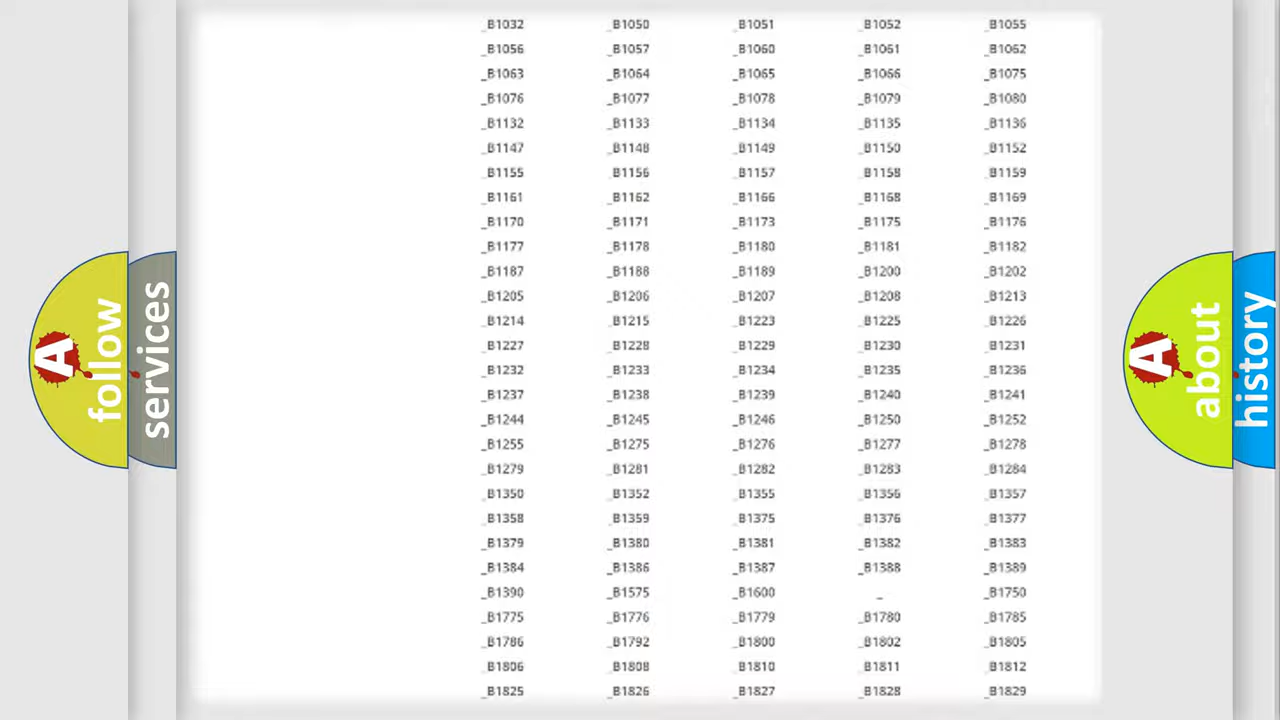 _B1032 _B1050 _B1051 _B1052 _B1055
_B1056 _B1057 _B1060 _B1061 _B1062
_B1063 _B1064 _B1065 _B1066 _B1075
_B1076 _B1077 _B1078 _B1079 _B1080
_B1132 _B1133 _B1134 _B1135 _B1136
_B1147 _B1148 _B1149 _B1150 _B1152
_B1155 _B1156 _B1157 _B1158 _B1159
_B1161 _B1162 _B1166 _B1168 _B1169
_B1170 _B1171 _B1173 _B1175 _B1176
_B1177 _B1178 _B1180 _B1181 _B1182
_B1187 _B1188 _B1189 _B1200 _B1202
_B1205 _B1206 _B1207 _B1208 _B1213
_B1214 _B1215 _B1223 _B1225 _B1226
_B1227 _B1228 _B1229 _B1230 _B1231
_B1232 _B1233 _B1234 _B1235 _B1236
_B1237 _B1238 _B1239 _B1240 _B1241
_B1244 _B1245 _B1246 _B1250 _B1252
_B1255 _B1275 _B1276 _B1277 _B1278
_B1279 _B1281 _B1282 _B1283 _B1284
_B1350 _B1352 _B1355 _B1356 _B1357
_B1358 _B1359 _B1375 _B1376 _B1377
_B1379 _B1380 _B1381 _B1382 _B1383
_B1384 _B1386 _B1387 _B1388 _B1389
_B1390 _B1575 _B1600 _ _B1750
_B1775 _B1776 _B1779 _B1780 _B1785
_B1786 _B1792 _B1800 _B1802 _B1805
_B1806 _B1808 _B1810 _B1811 _B1812
_B1825 _B1826 _B1827 _B1828 _B1829
A follow
services
A about
history